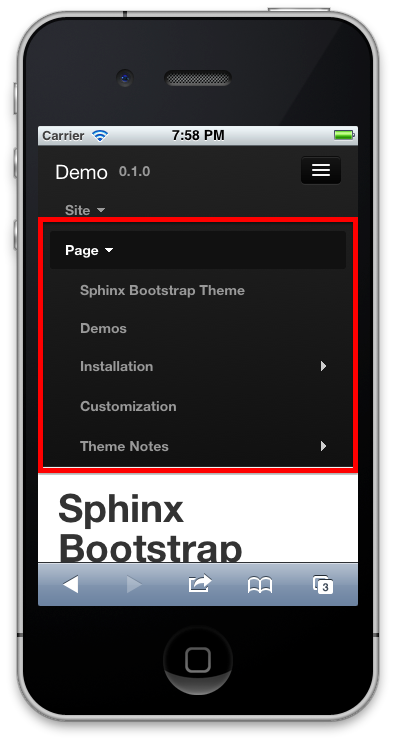 Carrier 7:58 PM
Demo 0.1.0
Site
Page
Sphinx Bootstrap Theme
Demos
Installation
Customization
Theme Notes
Sphinx
Bootstrap
3